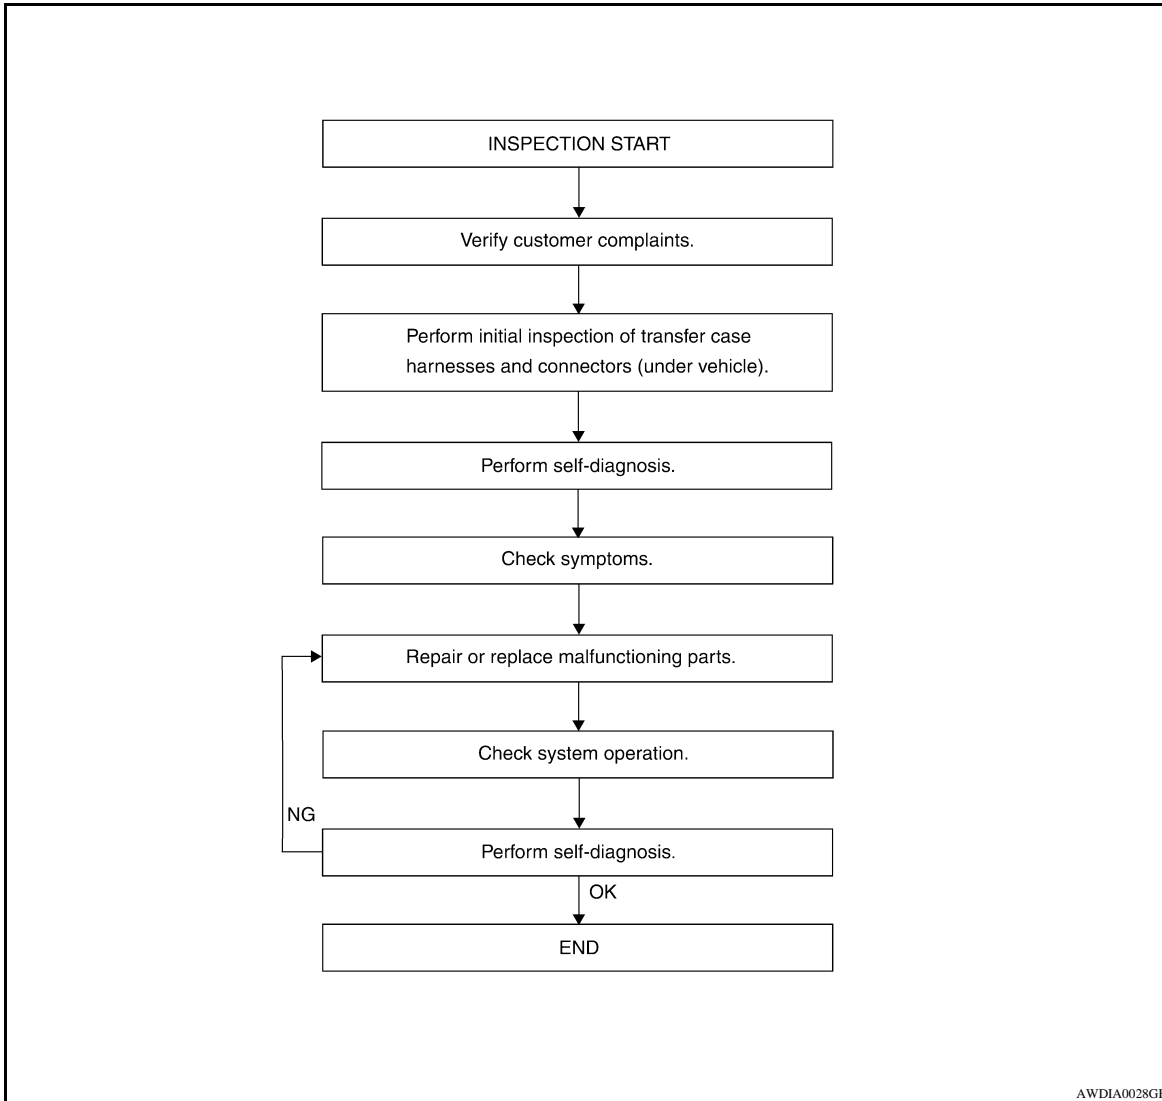 INSPECTION START
Verify customer complaints.
Perform initial inspection of transfer case
harnesses and connectors (under vehicle).
Perform self-diagnosis.
Check symptoms.
Repair or replace malfunctioning parts.
Check system operation.
NG
Perform self-diagnosis.
OK
END